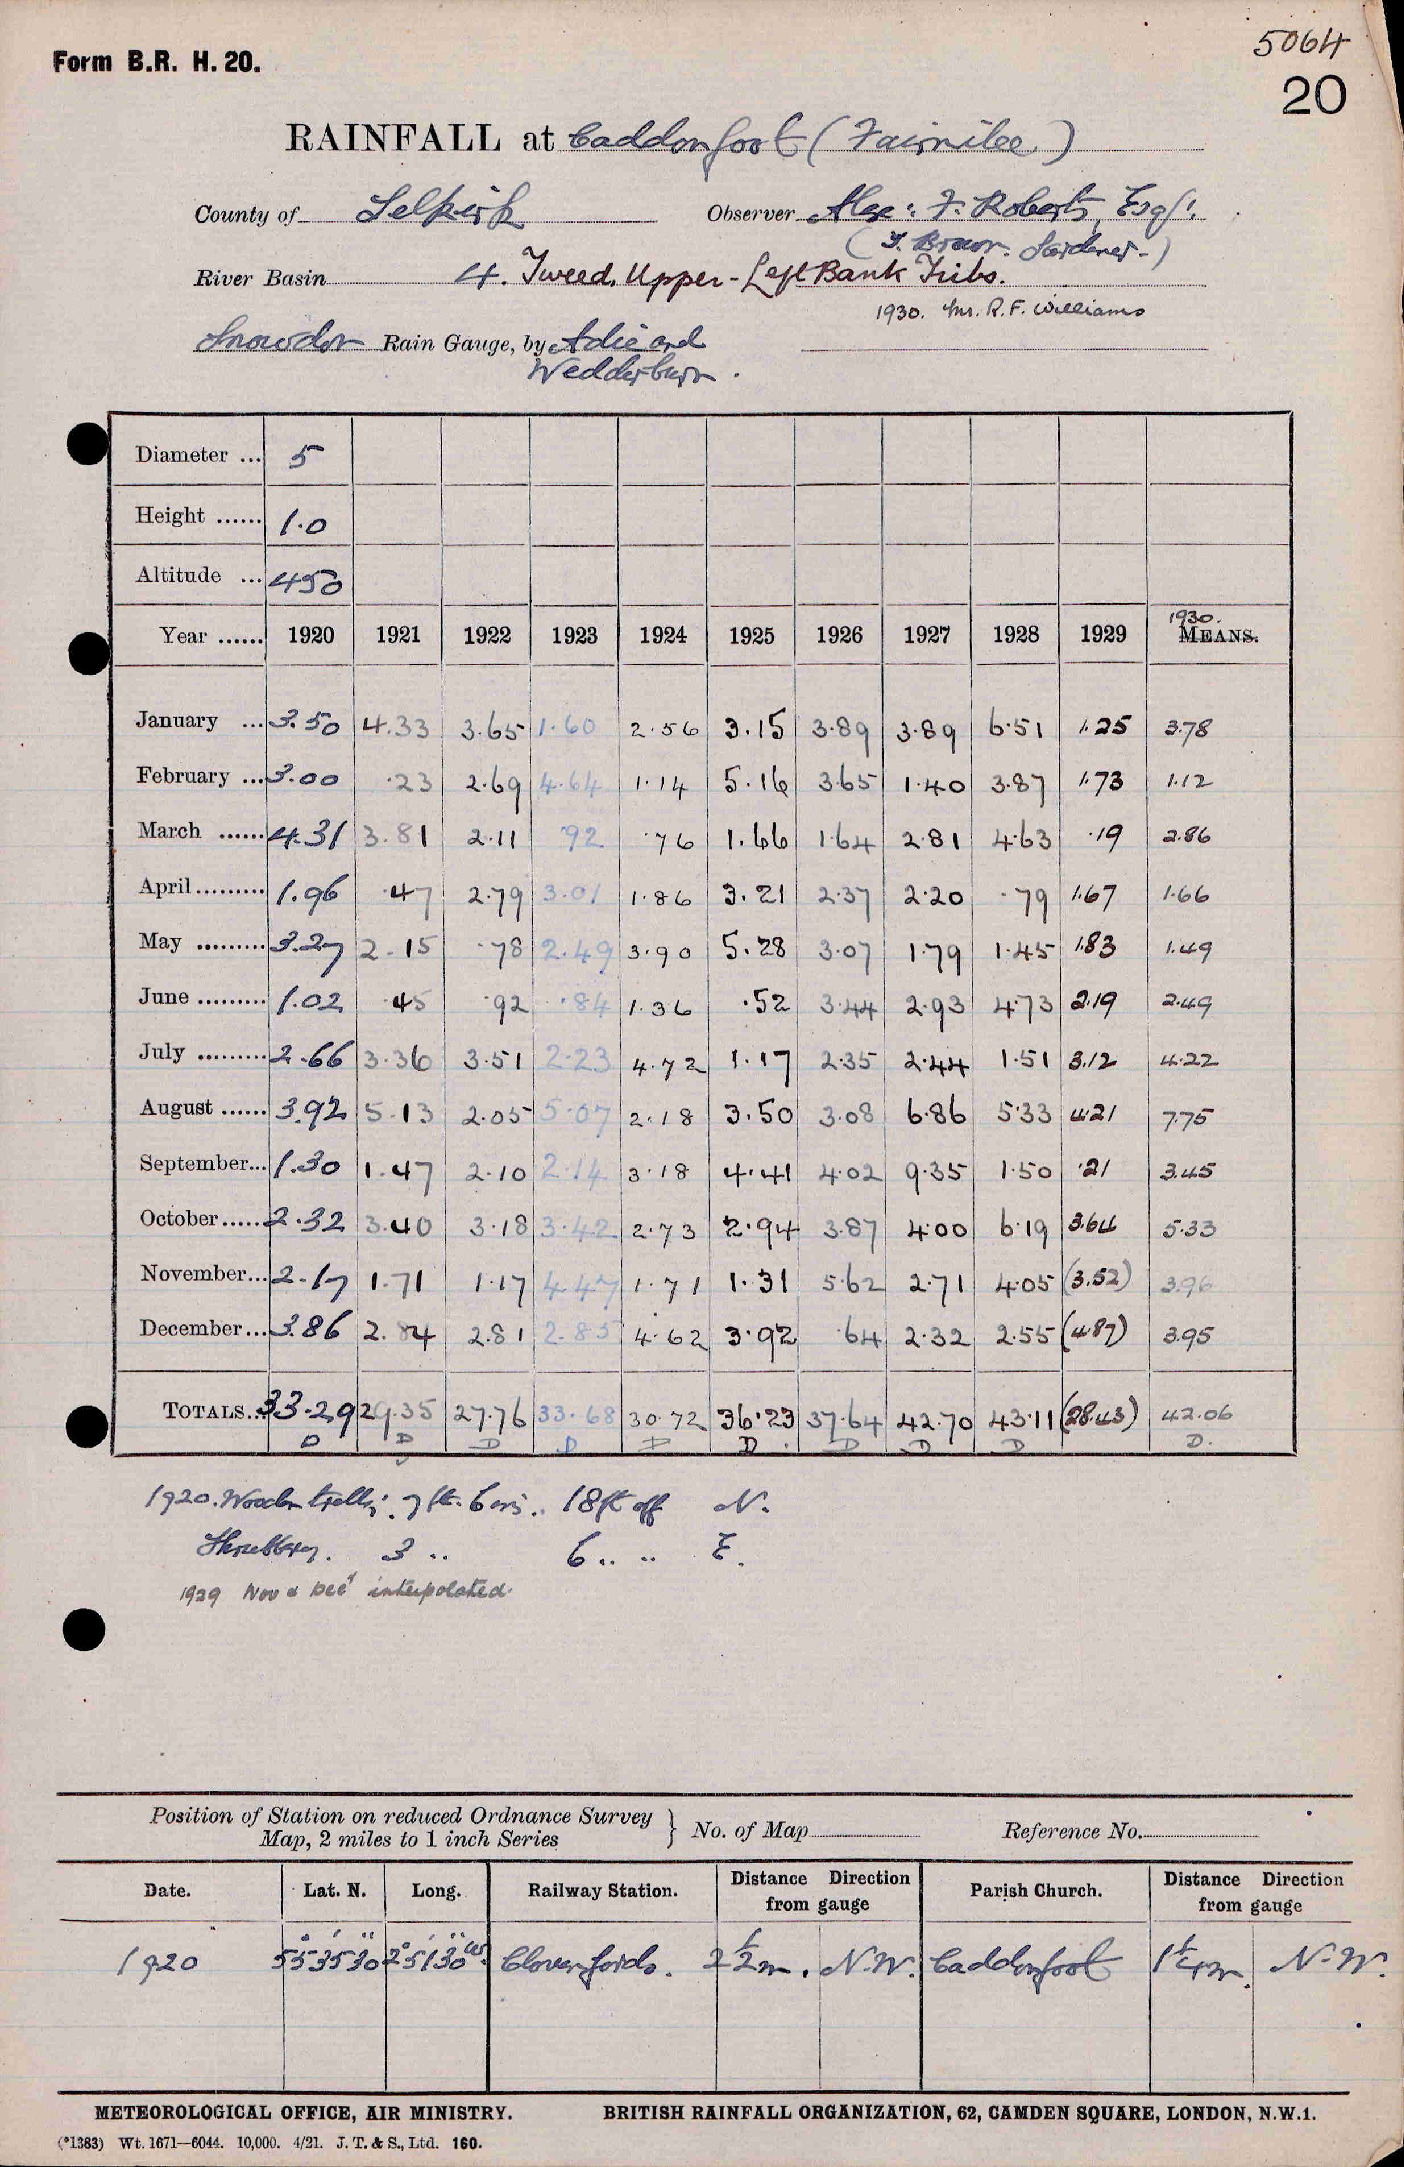 5064
Form B.R. H. 20.
20
RAINFALL at Caddonfoot (Fairnilee)
County of Selkirk Observer Alex: F. Roberts, Esqr.
(J. Brown. Gardener.)
River Basin 4. Tweed, Upper - Left Bank Tribs.
1930. Mr. R. F. Williams
Snowdon Rain Gauge, by Adie and
Wedderburn.
Diameter ... 5
Height ...... 1.0
Altitude ... 450
1930.
Year ...... 1920 1921 1922 1923 1924 1925 1926 1927 1928 1929 MEANS.
January ... 3.50 4.33 3.65 1.60 2.56 3.15 3.89 3.89 6.51 1.25 3.78
February ... 3.00 .23 2.69 4.64 1.14 5.16 3.65 1.40 3.87 1.73 1.12
March ...... 4.31 3.81 2.11 .92 .76 1.66 1.64 2.81 4.63 .19 2.86
April ......... 1.96 .47 2.79 3.01 1.86 3.21 2.37 2.20 .79 1.67 1.66
May ......... 3.27 2.15 .78 2.49 3.90 5.28 3.07 1.79 1.45 1.83 1.49
June ......... 1.02 .45 .92 .84 1.36 .52 3.44 2.93 4.73 2.19 2.49
July ......... 2.66 3.36 3.51 2.23 4.72 1.17 2.35 2.44 1.51 3.12 4.22
August ...... 3.92 5.13 2.05 5.07 2.18 3.50 3.08 6.86 5.33 4.21 7.75
September... 1.30 1.47 2.10 2.14 3.18 4.41 4.02 9.35 1.50 .21 3.45
October ...... 2.32 3.40 3.18 3.42 2.73 2.94 3.87 4.00 6.19 3.64 5.33
November... 2.17 1.71 1.17 4.47 1.71 1.31 5.62 2.71 4.05 (3.52) 3.96
December... 3.86 2.84 2.81 2.85 4.62 3.92 .64 2.32 2.55 (4.87) 3.95
TOTALS... 33.29 29.35 27.76 33.68 30.72 36.23 37.64 42.70 43.11 (28.43) 42.06
D D D D D D D D D D.
1920. Wooden trellis. 7 ft. 6 ins. 18 ft off N.
Shrubbery. 3 .. 6 .. .. E.
1929 Nov & Dec interpolated.
Position of Station on reduced Ordnance Survey
Map, 2 miles to 1 inch Series } No. of Map Reference No.
Date. Lat. N. Long. Railway Station. Distance from gauge Direction Parish Church. Distance from gauge Direction
1920 55° 35' 30" 2° 51' 30" W. Clovenfords. 2 1/2 m. N.W. Caddonfoot 1 1/4 m. N.W.
METEOROLOGICAL OFFICE, AIR MINISTRY. BRITISH RAINFALL ORGANIZATION, 62, CAMDEN SQUARE, LONDON, N.W.1.
(*1383) Wt. 1671—6044. 10,000. 4/21. J. T. & S., Ltd. 160.